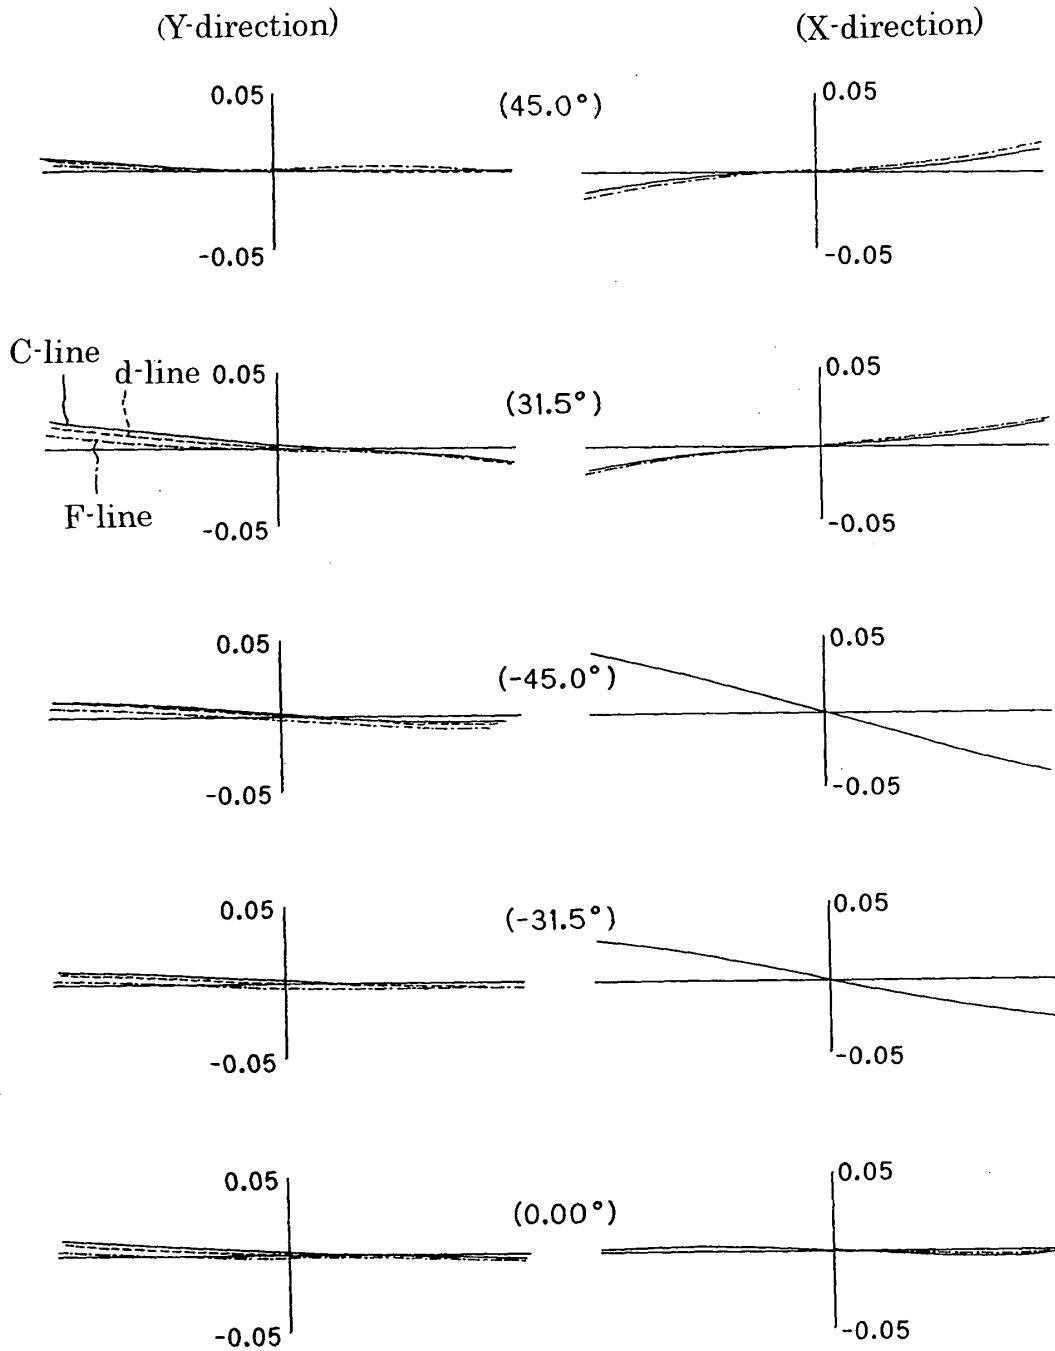 (Y-direction) (X-direction)
0.05 (45.0°) 0.05
-0.05 -0.05
C-line d-line 0.05 (31.5°) 0.05
F-line -0.05 -0.05
0.05 (-45.0°) 0.05
-0.05 -0.05
0.05 (-31.5°) 0.05
-0.05 -0.05
0.05 (0.00°) 0.05
-0.05 -0.05